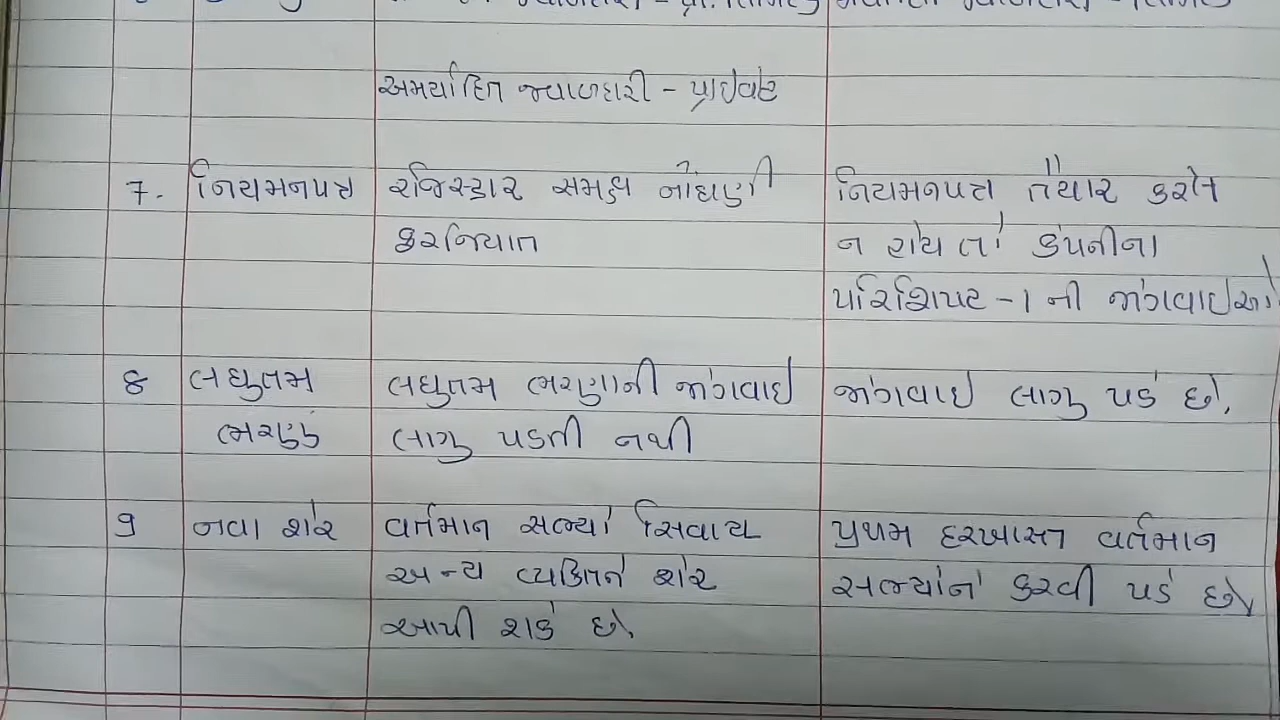 અમર્યાદિત જવાબદારી - પ્રાઇવેટ
7. નિયમનપત્ર રજિસ્ટ્રાર સમક્ષ નોંધણી નિયમનપત્ર તૈયાર કરેલ
ફરજિયાત ન હોય તો કંપનીના
પરિશિષ્ટ - 1 ની જોગવાઇઓ
8 લઘુતમ લઘુતમ ભરણાની જોગવાઇ જોગવાઇ લાગુ પડે છે.
ભરણું લાગુ પડતી નથી
9 નવા શેર વર્તમાન સભ્યો સિવાય પ્રથમ દરખાસ્ત વર્તમાન
અન્ય વ્યક્તિને શેર સભ્યોને કરવી પડે છે
આપી શકે છે.